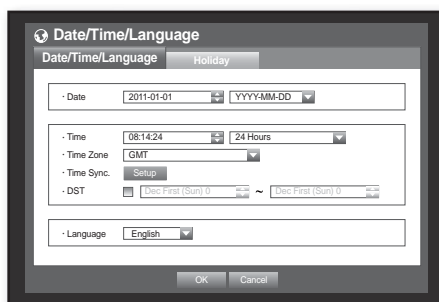 Date/Time/Language
Date/Time/Language Holiday
· Date 2011-01-01 YYYY-MM-DD
· Time 08:14:24 24 Hours
· Time Zone GMT
· Time Sync. Setup
· DST Dec First (Sun) 0 ~ Dec First (Sun) 0
· Language English
OK Cancel